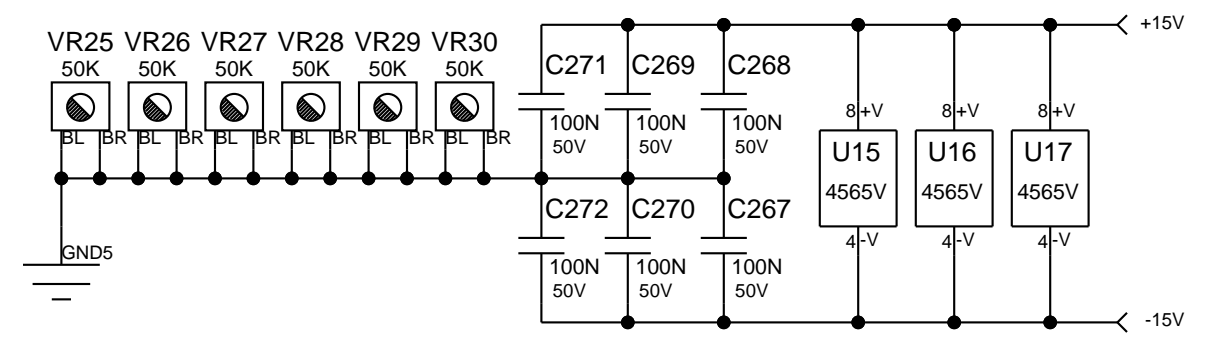 +15V
VR25 VR26 VR27 VR28 VR29 VR30
50K 50K 50K 50K 50K 50K
C271 C269 C268
8 +V 8 +V 8 +V
100N 100N 100N
BL BR BL BR BL BR BL BR BL BR BL BR
50V 50V 50V
U15 U16 U17
4565V 4565V 4565V
C272 C270 C267
4 -V 4 -V 4 -V
GND5
100N 100N 100N
50V 50V 50V
-15V